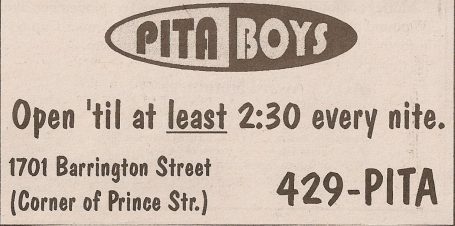 PITA BOYS
Open 'til at least 2:30 every nite.
1701 Barrington Street
(Corner of Prince Str.)
429-PITA